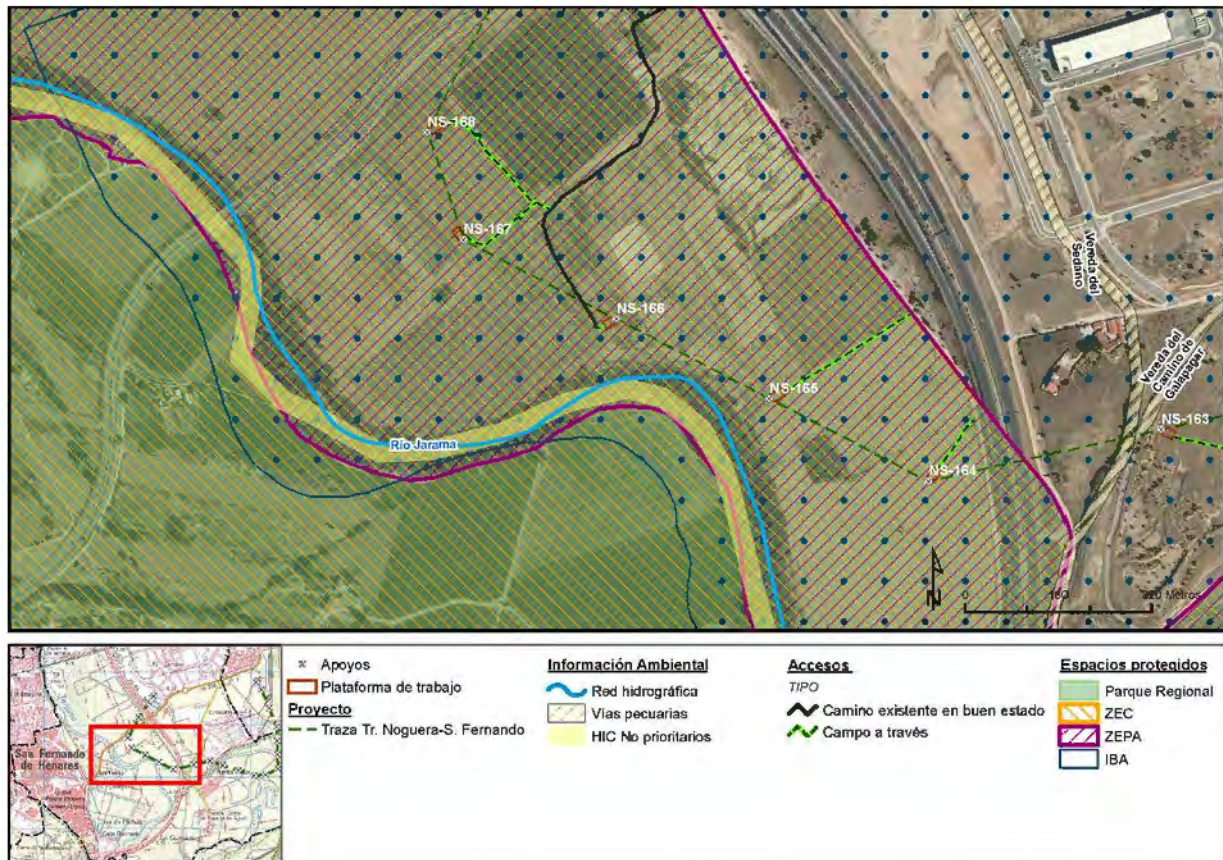 NS-168
NS-167
NS-166
NS-165
NS-164
NS-163
Río Jarama
Vereda del
Sedano
Vereda del
Camino de
Galapagar
N
0 160 320 Metros
San Fernando
de Henares
Apoyos
Plataforma de trabajo
Proyecto
Traza Tr. Noguera-S. Fernando
Información Ambiental
Red hidrográfica
Vías pecuarias
HIC No prioritarios
Accesos
TIPO
Camino existente en buen estado
Campo a través
Espacios protegidos
Parque Regional
ZEC
ZEPA
IBA